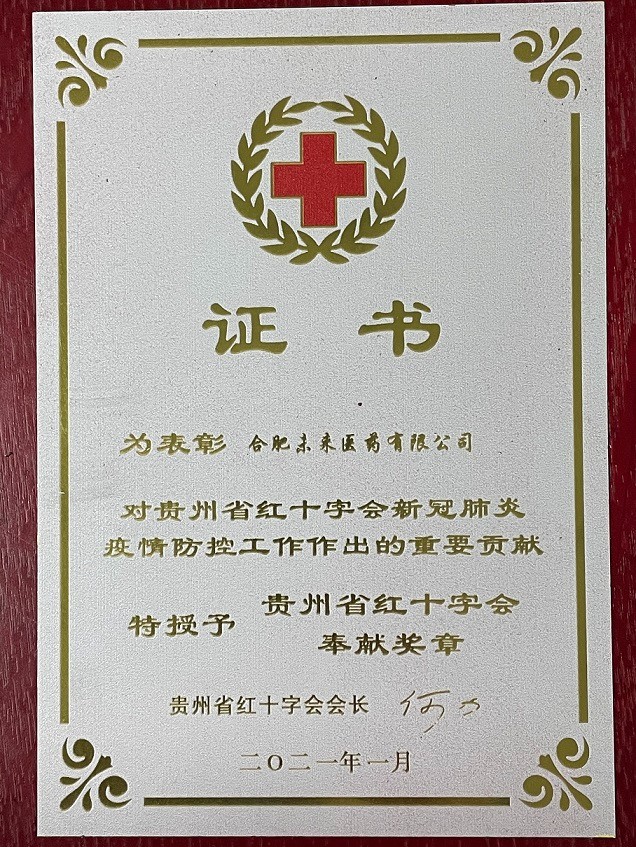 证书
为表彰 合肥未来医药有限公司
对贵州省红十字会新冠肺炎
疫情防控工作作出的重要贡献
特授予 贵州省红十字会
奉献奖章
贵州省红十字会会长 何力
二〇二一年一月